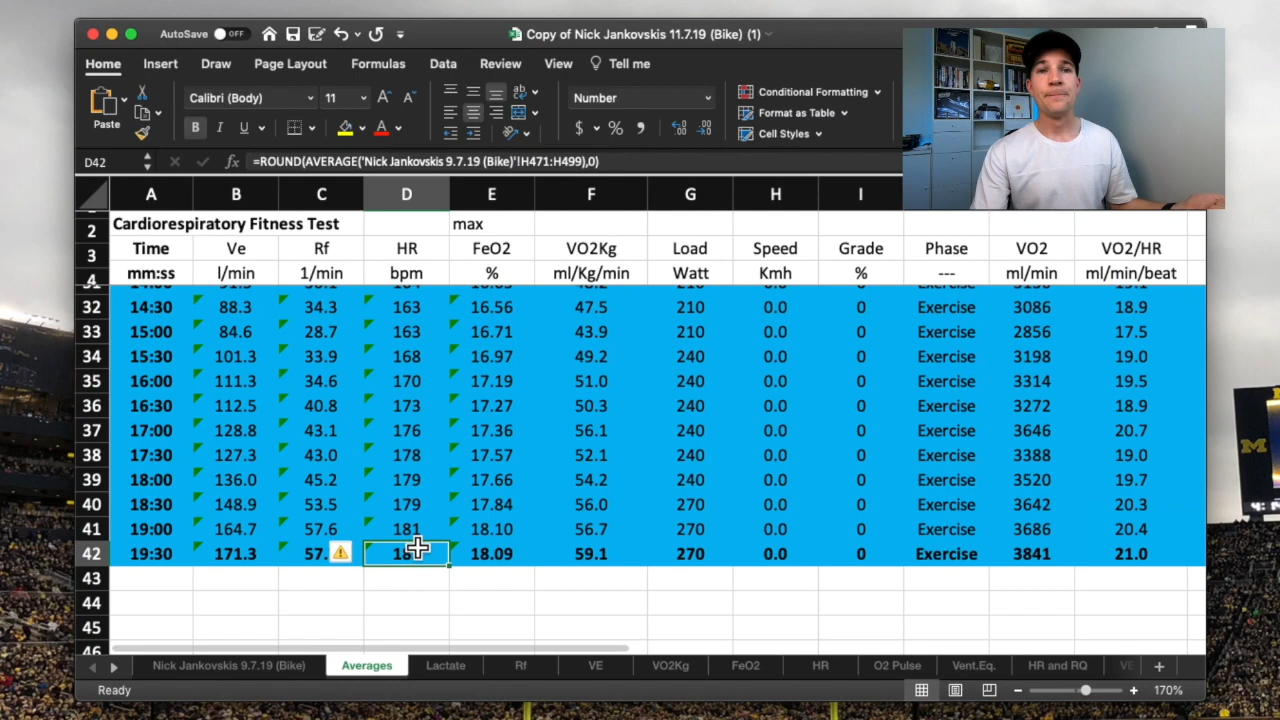 AutoSave OFF Copy of Nick Jankovskis 11.7.19 (Bike) (1)
Home Insert Draw Page Layout Formulas Data Review View Tell me
Paste Calibri (Body) 11 A A ab Number Conditional Formatting
B I U A $ % Format as Table
Cell Styles
D42 fx =ROUND(AVERAGE('Nick Jankovskis 9.7.19 (Bike)'!H471:H499),0)
A B C D E F G H I
2 Cardiorespiratory Fitness Test max
3 Time Ve Rf HR FeO2 VO2Kg Load Speed Grade Phase VO2 VO2/HR
4 mm:ss l/min 1/min bpm % ml/Kg/min Watt Kmh % --- ml/min ml/min/beat
32 14:30 88.3 34.3 163 16.56 47.5 210 0.0 0 Exercise 3086 18.9
33 15:00 84.6 28.7 163 16.71 43.9 210 0.0 0 Exercise 2856 17.5
34 15:30 101.3 33.9 168 16.97 49.2 240 0.0 0 Exercise 3198 19.0
35 16:00 111.3 34.6 170 17.19 51.0 240 0.0 0 Exercise 3314 19.5
36 16:30 112.5 40.8 173 17.27 50.3 240 0.0 0 Exercise 3272 18.9
37 17:00 128.8 43.1 176 17.36 56.1 240 0.0 0 Exercise 3646 20.7
38 17:30 127.3 43.0 178 17.57 52.1 240 0.0 0 Exercise 3388 19.0
39 18:00 136.0 45.2 179 17.66 54.2 240 0.0 0 Exercise 3520 19.7
40 18:30 148.9 53.5 179 17.84 56.0 270 0.0 0 Exercise 3642 20.3
41 19:00 164.7 57.6 181 18.10 56.7 270 0.0 0 Exercise 3686 20.4
42 19:30 171.3 57. 18.09 59.1 270 0.0 0 Exercise 3841 21.0
43
44
45
Nick Jankovskis 9.7.19 (Bike) Averages Lactate Rf VE VO2Kg FeO2 HR O2 Pulse Vent.Eq. HR and RQ VE
Ready 170%